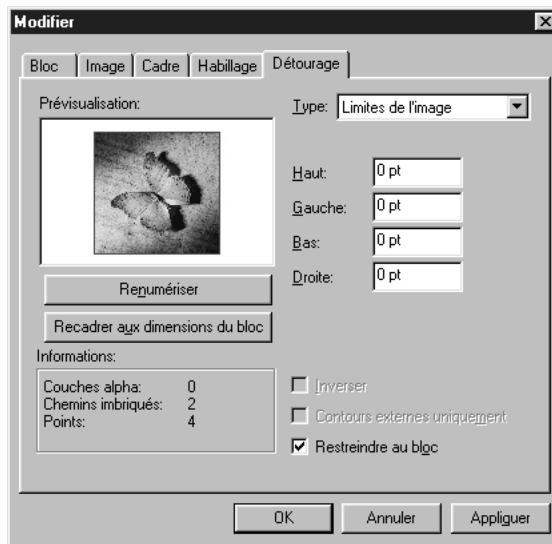 Modifier
Bloc Image Cadre Habillage Détourage
Prévisualisation:
Type: Limites de l'image
Haut: 0 pt
Gauche: 0 pt
Bas: 0 pt
Droite: 0 pt
Renumériser
Recadrer aux dimensions du bloc
Informations:
Couches alpha: 0
Chemins imbriqués: 2
Points: 4
Inverser
Contours externes uniquement
Restreindre au bloc
OK Annuler Appliquer